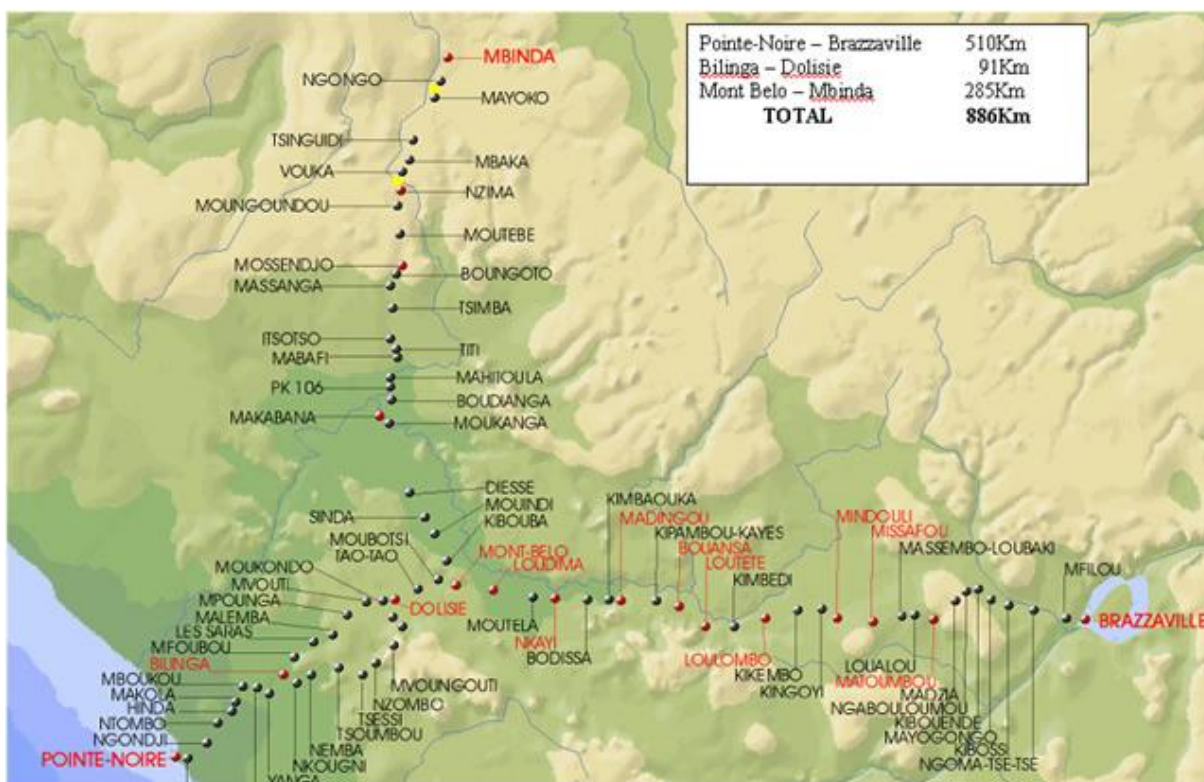 Pointe-Noire – Brazzaville 510Km
Bilinga – Dolisie 91Km
Mont Belo – Mbinda 285Km
TOTAL 886Km
MBINDA
NGONGO
MAYOKO
TSINGUIDI
MBAKA
VOUKA
NZIMA
MOUNGOUNDOU
MOUTEBE
MOSSENDJO
BOUNGOTO
MASSANGA
TSIMBA
ITSOTSO
TITI
MABAFI
MAHITOULA
PK 106
BOUDIANGA
MAKABANA
MOUKANGA
DIESSE
MOUINDI
SINDA
KIBOUBA
MOUBOTSI
TAO-TAO
MONT-BELO
LOUDIMA
MOUKONDO
MVOUTI
DOLISIE
MPOUNGA
MALEMBA
LES SARAS
MFOUBOU
BILINGA
MBOUKOU
MAKOLA
HINDA
NTOMBO
NGONDJI
POINTE-NOIRE
KIMBAOUKA
MADINGOU
KIPAMBOU-KAYES
BOUANSA
LOUTETE
KIMBEDI
MINDOULI
MISSAFOU
MASSEMBO-LOUBAKI
MFILOU
BRAZZAVILLE
MOUTELA
NKAYI
BODISSA
LOULOMBO
KIKEMBO
KINGOYI
LOUALOU
MATOUMBOU
MADZIA
NGABOULOUMOU
KIBOUENDE
MAYOGONGO
KIBOSSI
NGOMA-TSE-TSE
MVOUNGOUTI
NZOMBO
TSESSI
TSOUMBOU
NEMBA
NKOUGNI
YANGA